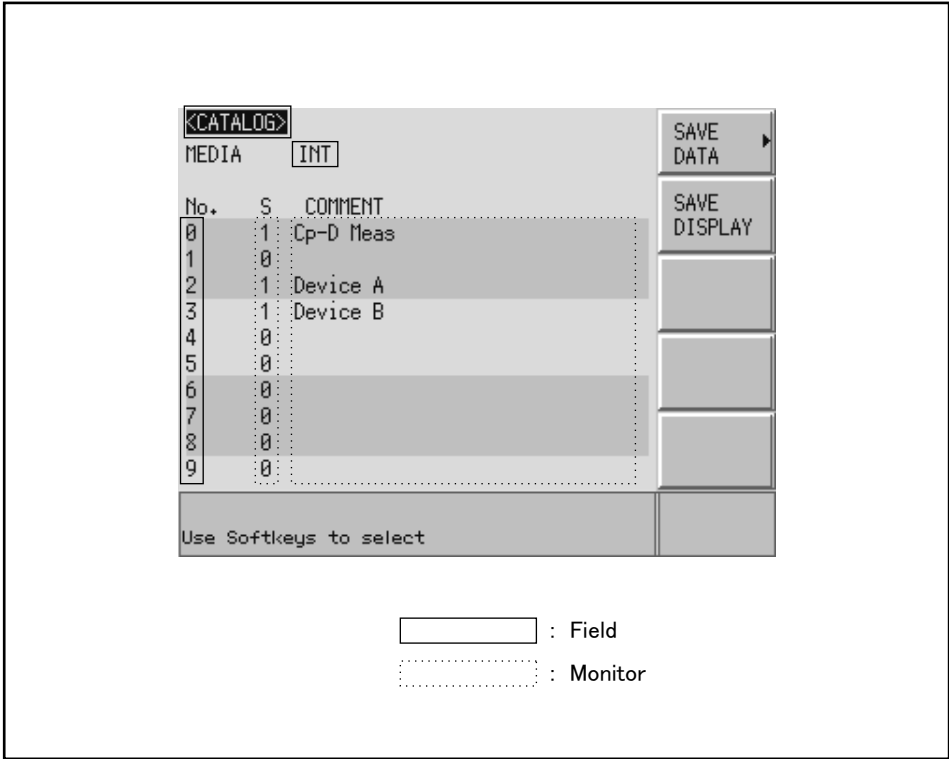 <CATALOG>
MEDIA INT
No. S COMMENT
0 1 Cp-D Meas
1 0
2 1 Device A
3 1 Device B
4 0
5 0
6 0
7 0
8 0
9 0
Use Softkeys to select
SAVE
DATA
SAVE
DISPLAY
: Field
: Monitor